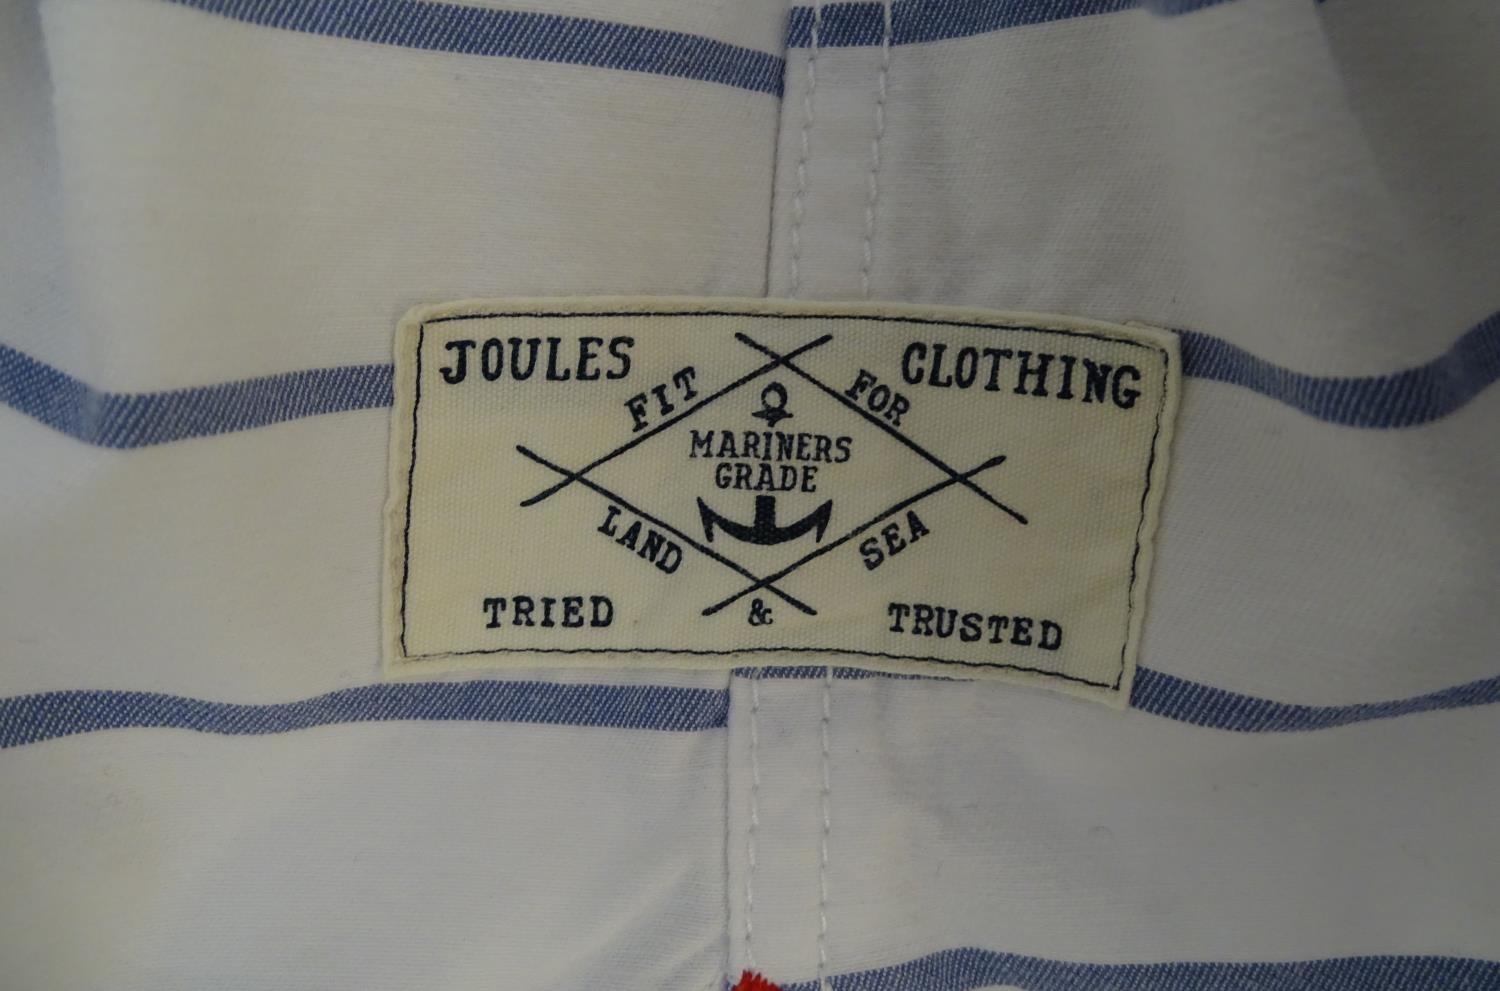 JOULES CLOTHING
FIT FOR
MARINERS
GRADE
LAND SEA
TRIED & TRUSTED